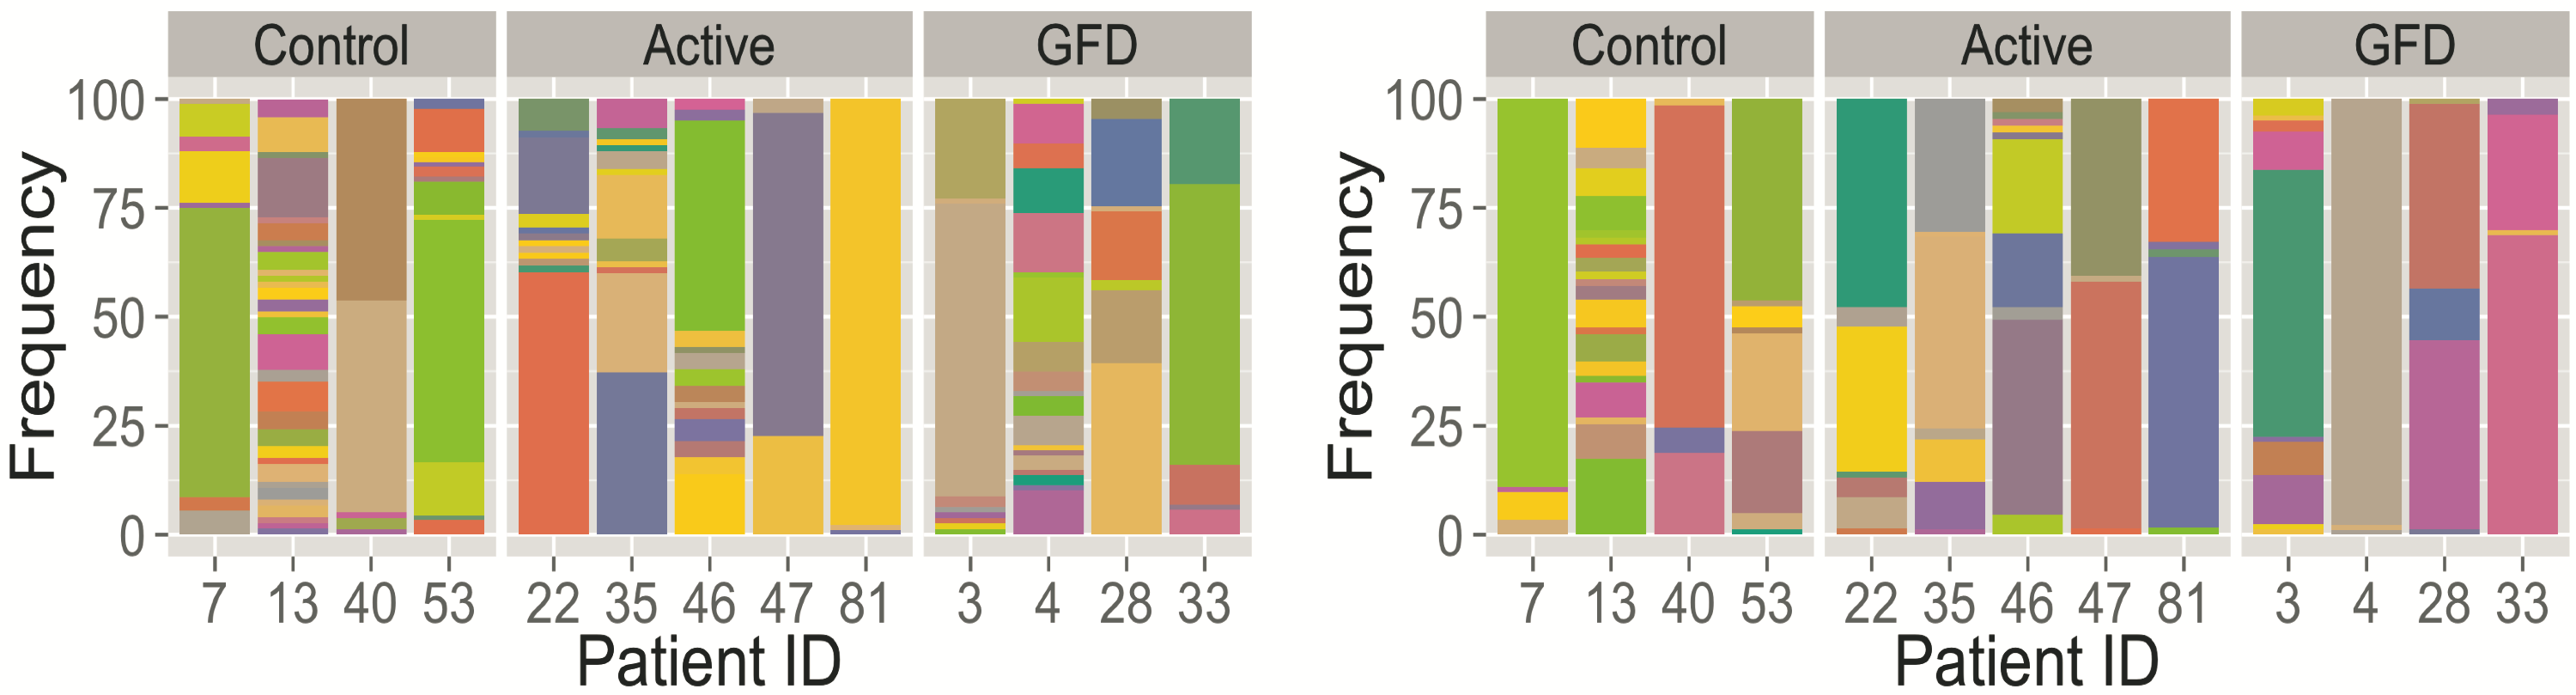 Control Active GFD Control Active GFD
100 100
75 75
50 50
25 25
0 0
Frequency Frequency
7 13 40 53 22 35 46 47 81 3 4 28 33 7 13 40 53 22 35 46 47 81 3 4 28 33
Patient ID Patient ID